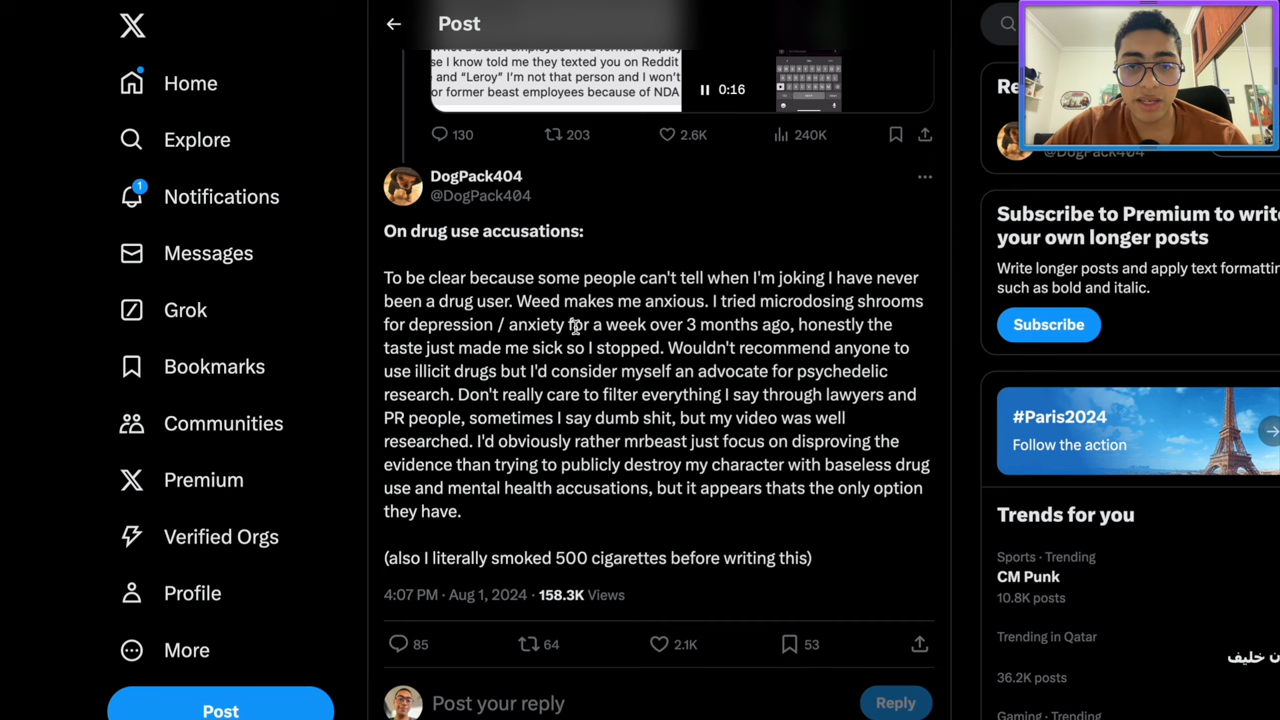 Post
se I know told me they texted you on Reddit
and “Leroy” I'm not that person and I won't
or former beast employees because of NDA
0:16
130
203
2.6K
240K
Home
Explore
1
Notifications
Messages
Grok
Bookmarks
Communities
Premium
Verified Orgs
Profile
More
Post
DogPack404
@DogPack404
On drug use accusations:
To be clear because some people can't tell when I'm joking I have never
been a drug user. Weed makes me anxious. I tried microdosing shrooms
for depression / anxiety for a week over 3 months ago, honestly the
taste just made me sick so I stopped. Wouldn't recommend anyone to
use illicit drugs but I'd consider myself an advocate for psychedelic
research. Don't really care to filter everything I say through lawyers and
PR people, sometimes I say dumb shit, but my video was well
researched. I'd obviously rather mrbeast just focus on disproving the
evidence than trying to publicly destroy my character with baseless drug
use and mental health accusations, but it appears thats the only option
they have.
(also I literally smoked 500 cigarettes before writing this)
4:07 PM · Aug 1, 2024 · 158.3K Views
85
64
2.1K
53
Post your reply
Reply
Re
@DogPack404
Subscribe to Premium to write
your own longer posts
Write longer posts and apply text formattin
such as bold and italic.
Subscribe
#Paris2024
Follow the action
Trends for you
Sports · Trending
CM Punk
10.8K posts
Trending in Qatar
ن خليف
36.2K posts
Gaming · Trending